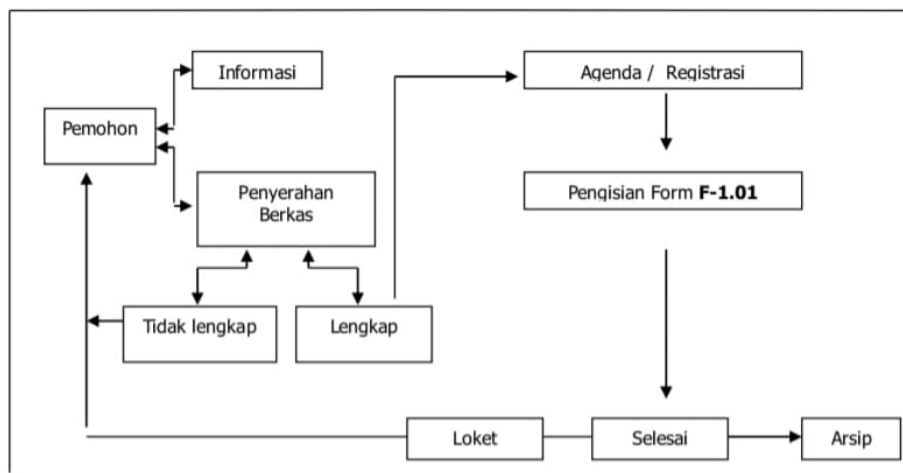 Informasi
Agenda / Registrasi
Pemohon
Penyerahan
Berkas
Pengisian Form F-1.01
Tidak lengkap
Lengkap
Loket
Selesai
Arsip